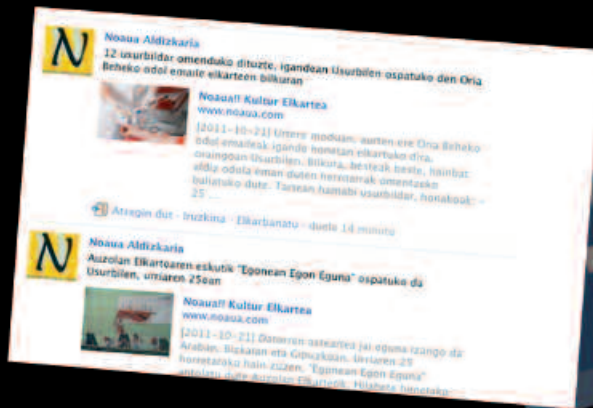 N
Noaua Aldizkaria
12 usurbildar omenduko dituzte, igandean Usurbilen ospatuko den Oria
Beheko odol emaile elkarteen bilkuran
Noaua!! Kultur Elkartea
www.noaua.com
[2011-10-21] Urtero moduan, aurten ere Oria Beheko
odol emaileak igande honetan elkartuko dira,
oraingoan Usurbilen. Bilkura, besteak beste, hainbat
aldiz odola eman duten herritarrak omentzeko
baliatuko dute. Tartean hamabi usurbildar, honakoak: -
25 ...
Atsegin dut · Iruzkina · Elkarbanatu · duela 14 minutu
N
Noaua Aldizkaria
Auzolan Elkartearen eskutik "Egonean Egon Eguna" ospatuko da
Usurbilen, urriaren 25ean
Noaua!! Kultur Elkartea
www.noaua.com
[2011-10-21] Datorren asteartea jai eguna izango da
Araban, Bizkaian eta Gipuzkoan. Urriaren 25
horretarako hain zuzen, "Egonean Egon Eguna"
antolatu du Auzolan Elkarteak. Hilabete honetako